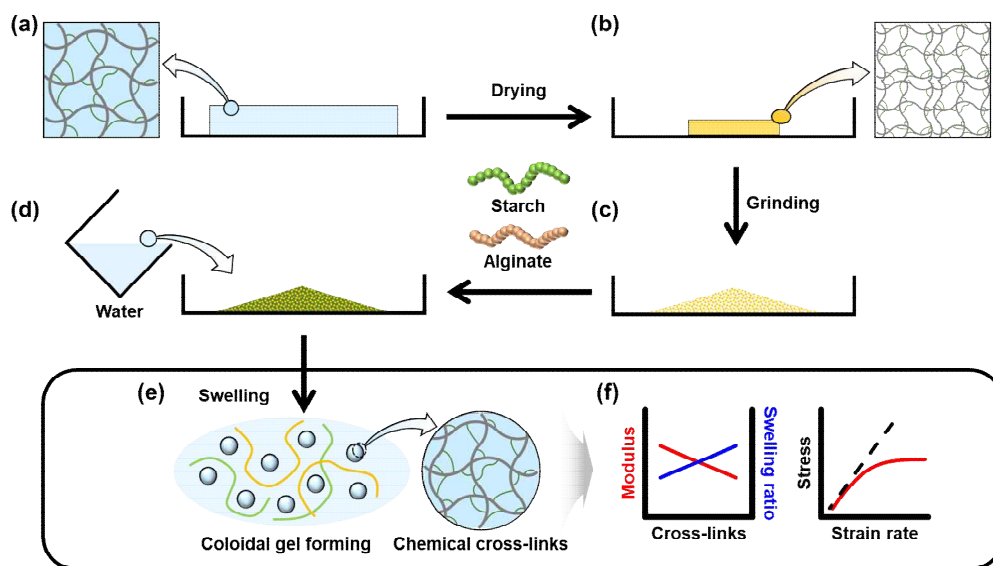 (a)
(b)
Drying
Starch
Alginate
Grinding
(d)
(c)
Water
(e)
Swelling
Coloidal gel forming
Chemical cross-links
(f)
Modulus
Swelling ratio
Cross-links
Stress
Strain rate